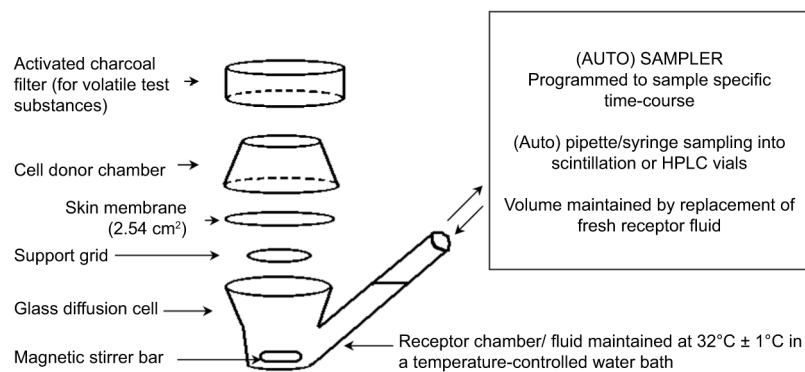 Activated charcoal
filter (for volatile test
substances)
Cell donor chamber
Skin membrane
(2.54 cm²)
Support grid
Glass diffusion cell
Magnetic stirrer bar
(AUTO) SAMPLER
Programmed to sample specific
time-course
(Auto) pipette/syringe sampling into
scintillation or HPLC vials
Volume maintained by replacement of
fresh receptor fluid
Receptor chamber/ fluid maintained at 32°C ± 1°C in
a temperature-controlled water bath